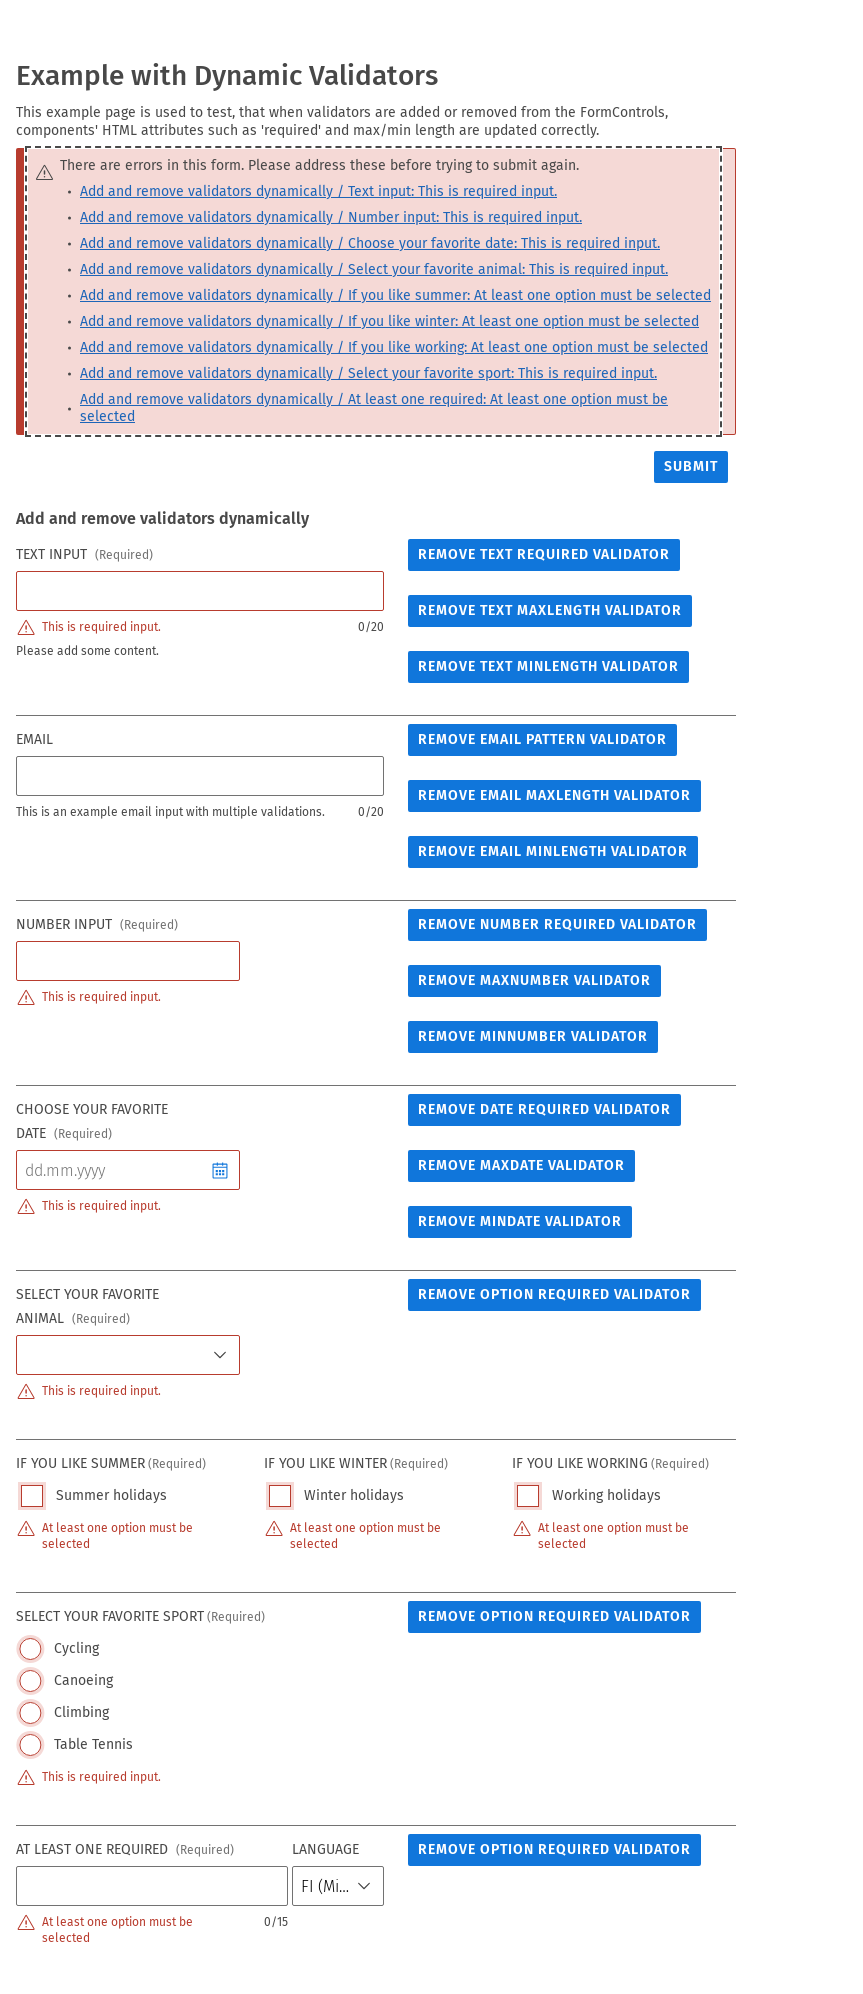 Example with Dynamic Validators
This example page is used to test, that when validators are added or removed from the FormControls,
components' HTML attributes such as 'required' and max/min length are updated correctly.
There are errors in this form. Please address these before trying to submit again.
• Add and remove validators dynamically / Text input: This is required input.
• Add and remove validators dynamically / Number input: This is required input.
• Add and remove validators dynamically / Choose your favorite date: This is required input.
• Add and remove validators dynamically / Select your favorite animal: This is required input.
• Add and remove validators dynamically / If you like summer: At least one option must be selected
• Add and remove validators dynamically / If you like winter: At least one option must be selected
• Add and remove validators dynamically / If you like working: At least one option must be selected
• Add and remove validators dynamically / Select your favorite sport: This is required input.
• Add and remove validators dynamically / At least one required: At least one option must be
selected
SUBMIT
Add and remove validators dynamically
TEXT INPUT (Required)
This is required input. 0/20
Please add some content.
REMOVE TEXT REQUIRED VALIDATOR
REMOVE TEXT MAXLENGTH VALIDATOR
REMOVE TEXT MINLENGTH VALIDATOR
EMAIL
This is an example email input with multiple validations. 0/20
REMOVE EMAIL PATTERN VALIDATOR
REMOVE EMAIL MAXLENGTH VALIDATOR
REMOVE EMAIL MINLENGTH VALIDATOR
NUMBER INPUT (Required)
This is required input.
REMOVE NUMBER REQUIRED VALIDATOR
REMOVE MAXNUMBER VALIDATOR
REMOVE MINNUMBER VALIDATOR
CHOOSE YOUR FAVORITE
DATE (Required)
dd.mm.yyyy
This is required input.
REMOVE DATE REQUIRED VALIDATOR
REMOVE MAXDATE VALIDATOR
REMOVE MINDATE VALIDATOR
SELECT YOUR FAVORITE
ANIMAL (Required)
This is required input.
REMOVE OPTION REQUIRED VALIDATOR
IF YOU LIKE SUMMER (Required)
Summer holidays
At least one option must be
selected
IF YOU LIKE WINTER (Required)
Winter holidays
At least one option must be
selected
IF YOU LIKE WORKING (Required)
Working holidays
At least one option must be
selected
SELECT YOUR FAVORITE SPORT (Required)
Cycling
Canoeing
Climbing
Table Tennis
This is required input.
REMOVE OPTION REQUIRED VALIDATOR
AT LEAST ONE REQUIRED (Required)
At least one option must be
selected
0/15
LANGUAGE
FI (Mi...
REMOVE OPTION REQUIRED VALIDATOR